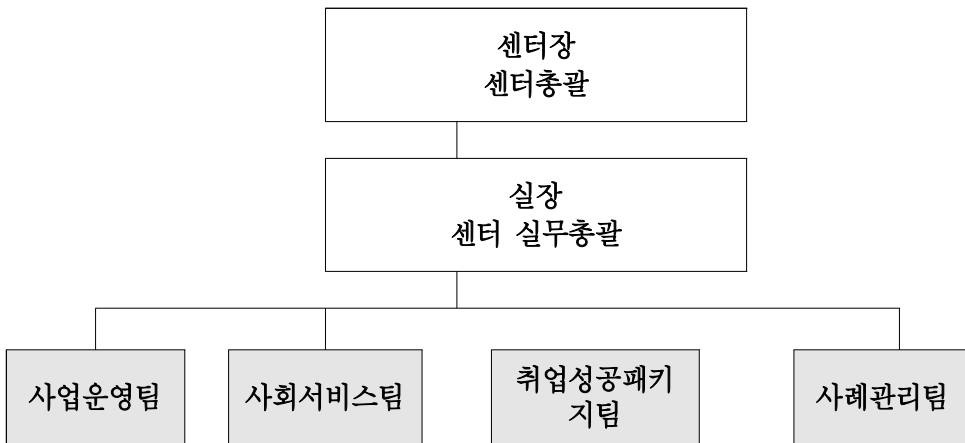 센터장
센터총괄
실장
센터 실무총괄
사업운영팀
사회서비스팀
취업성공패키
지팀
사례관리팀